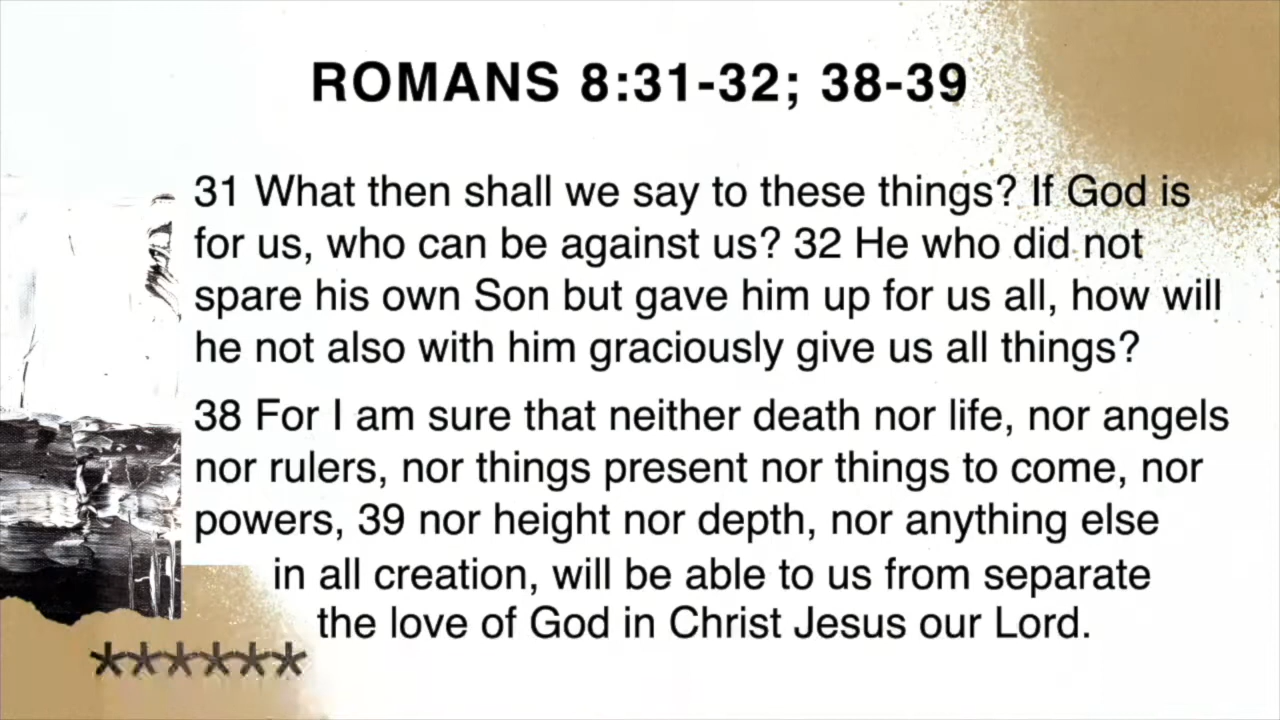 ROMANS 8:31-32; 38-39
31 What then shall we say to these things? If God is
for us, who can be against us? 32 He who did not
spare his own Son but gave him up for us all, how will
he not also with him graciously give us all things?
38 For I am sure that neither death nor life, nor angels
nor rulers, nor things present nor things to come, nor
powers, 39 nor height nor depth, nor anything else
in all creation, will be able to us from separate
the love of God in Christ Jesus our Lord.
******